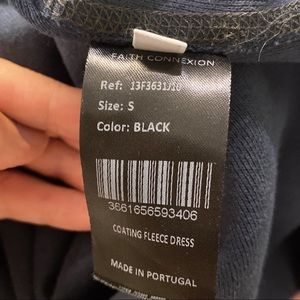 FAITH CONNEXION
Ref: 13F3631J10
Size: S
Color: BLACK
3661656593406
COATING FLEECE DRESS
MADE IN PORTUGAL